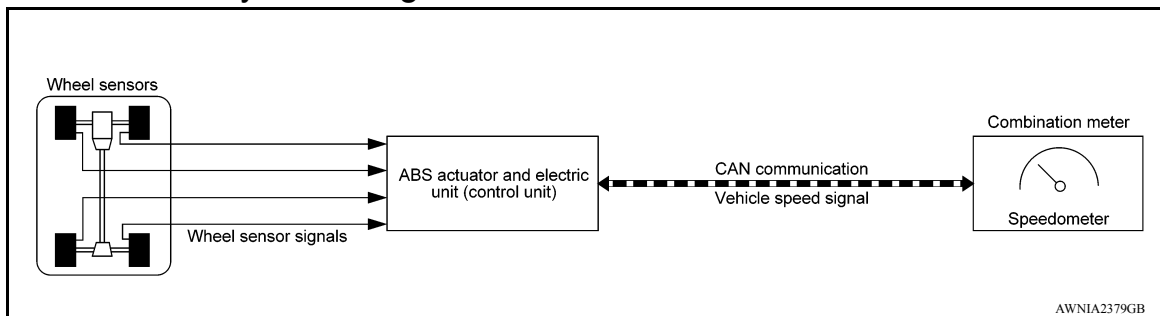 Wheel sensors
Wheel sensor signals
ABS actuator and electric
unit (control unit)
CAN communication
Vehicle speed signal
Combination meter
Speedometer
AWNIA2379GB